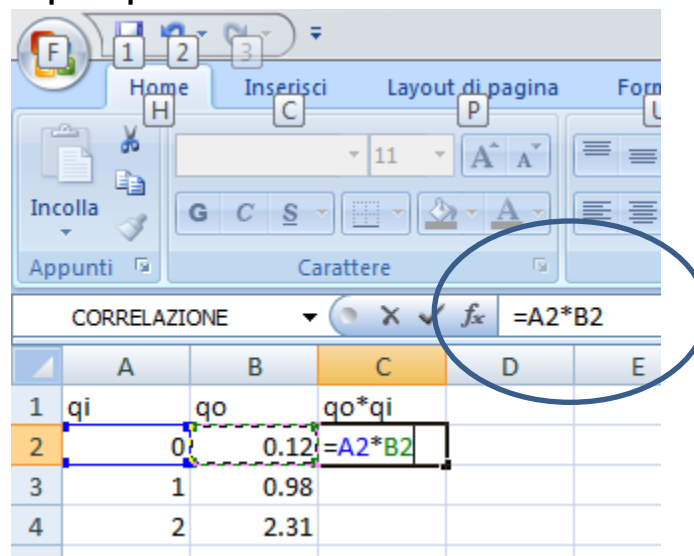 F 1 2 3
Home Inserisci Layout di pagina
H C P
11 A A
Incolla
G C S A
Appunti Carattere
CORRELAZIONE fx =A2*B2
A B C D E
1 qi qo qo*qi
2 0 0.12 =A2*B2
3 1 0.98
4 2 2.31